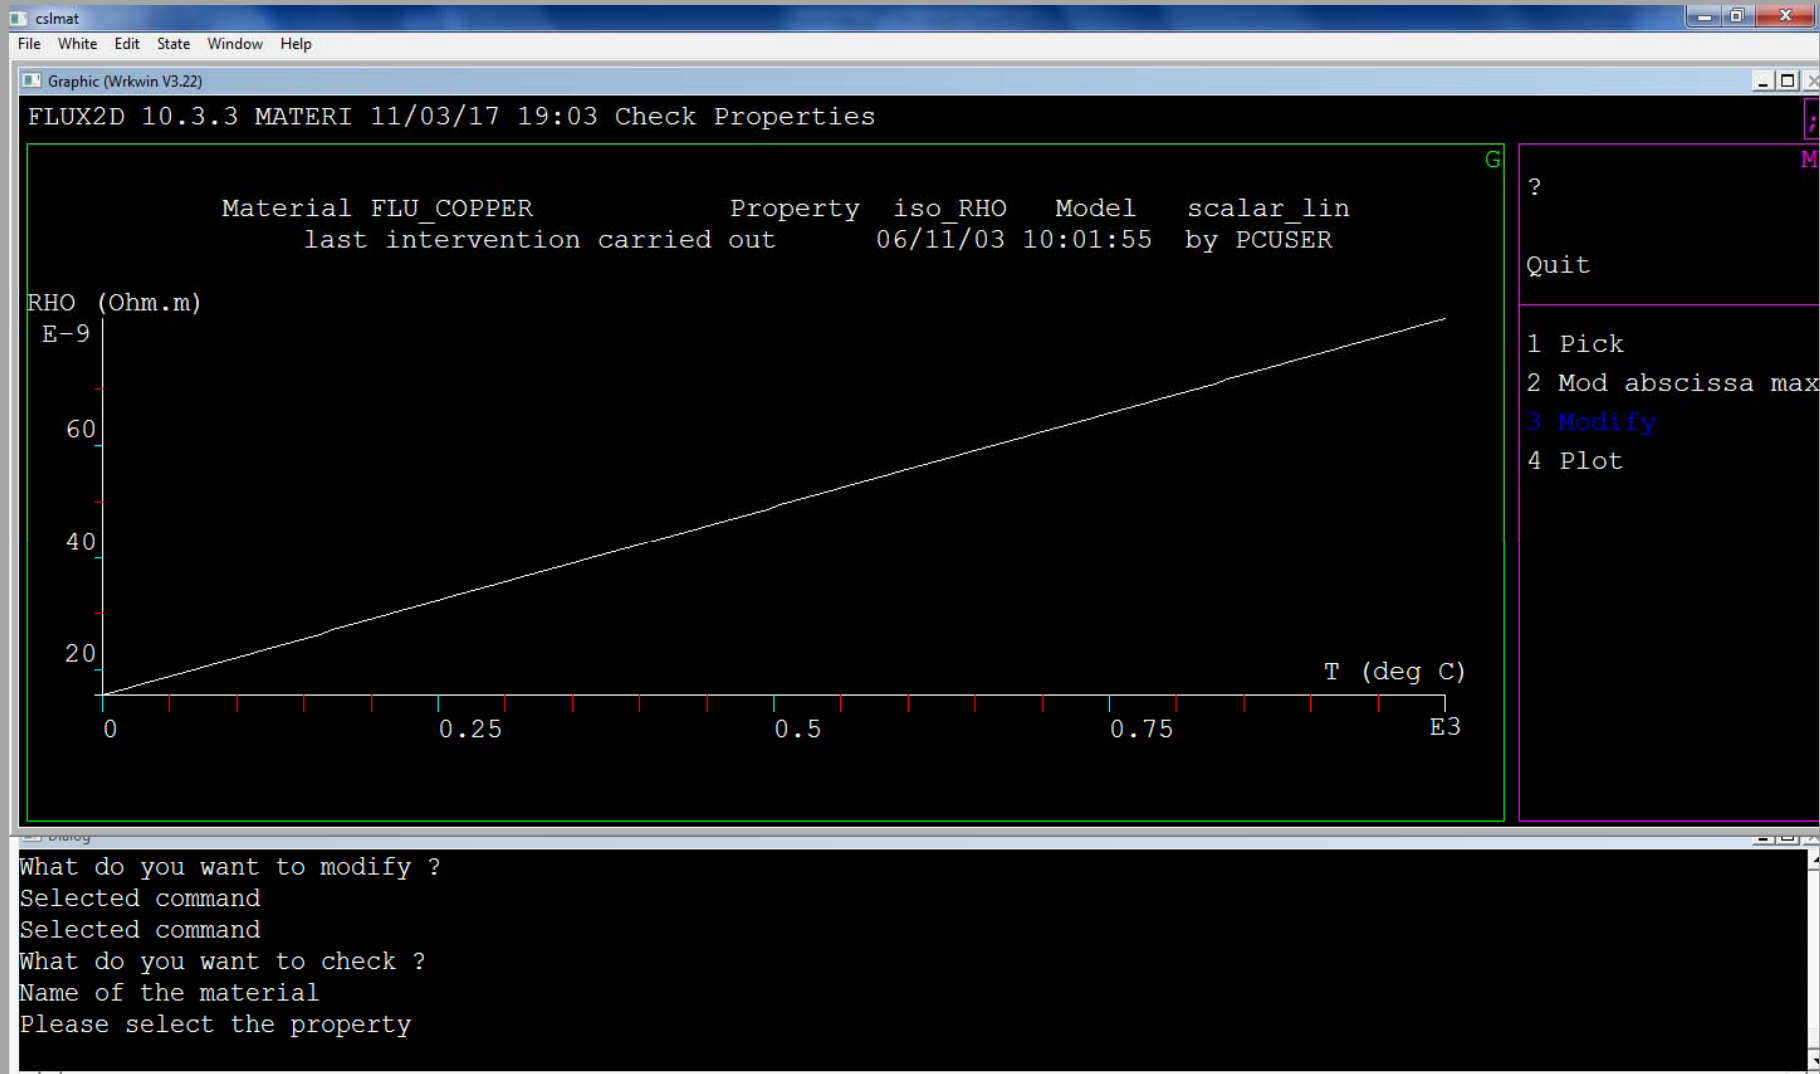 cslmat
File White Edit State Window Help
Graphic (Wrkwin V3.22)
FLUX2D 10.3.3 MATERI 11/03/17 19:03 Check Properties
;
G
M
Material FLU_COPPER Property iso_RHO Model scalar_lin
last intervention carried out 06/11/03 10:01:55 by PCUSER
RHO (Ohm.m)
E-9
60
40
20
T (deg C)
0 0.25 0.5 0.75 E3
?
Quit
1 Pick
2 Mod abscissa max
3 Modify
4 Plot
Dialog
What do you want to modify ?
Selected command
Selected command
What do you want to check ?
Name of the material
Please select the property